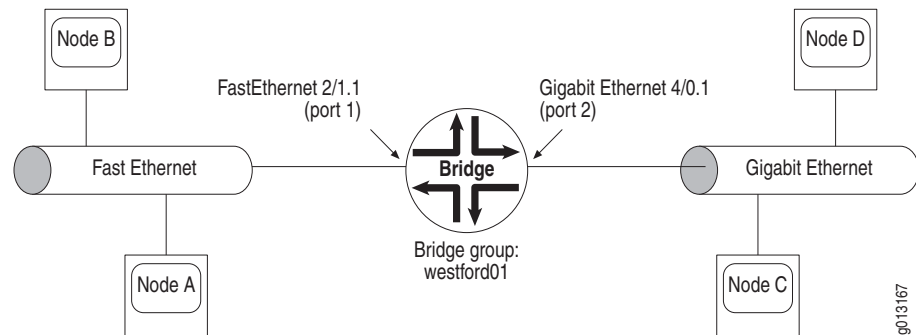 Node B
Node D
FastEthernet 2/1.1
(port 1)
Gigabit Ethernet 4/0.1
(port 2)
Fast Ethernet
Bridge
Gigabit Ethernet
Bridge group:
westford01
Node A
Node C
g013167